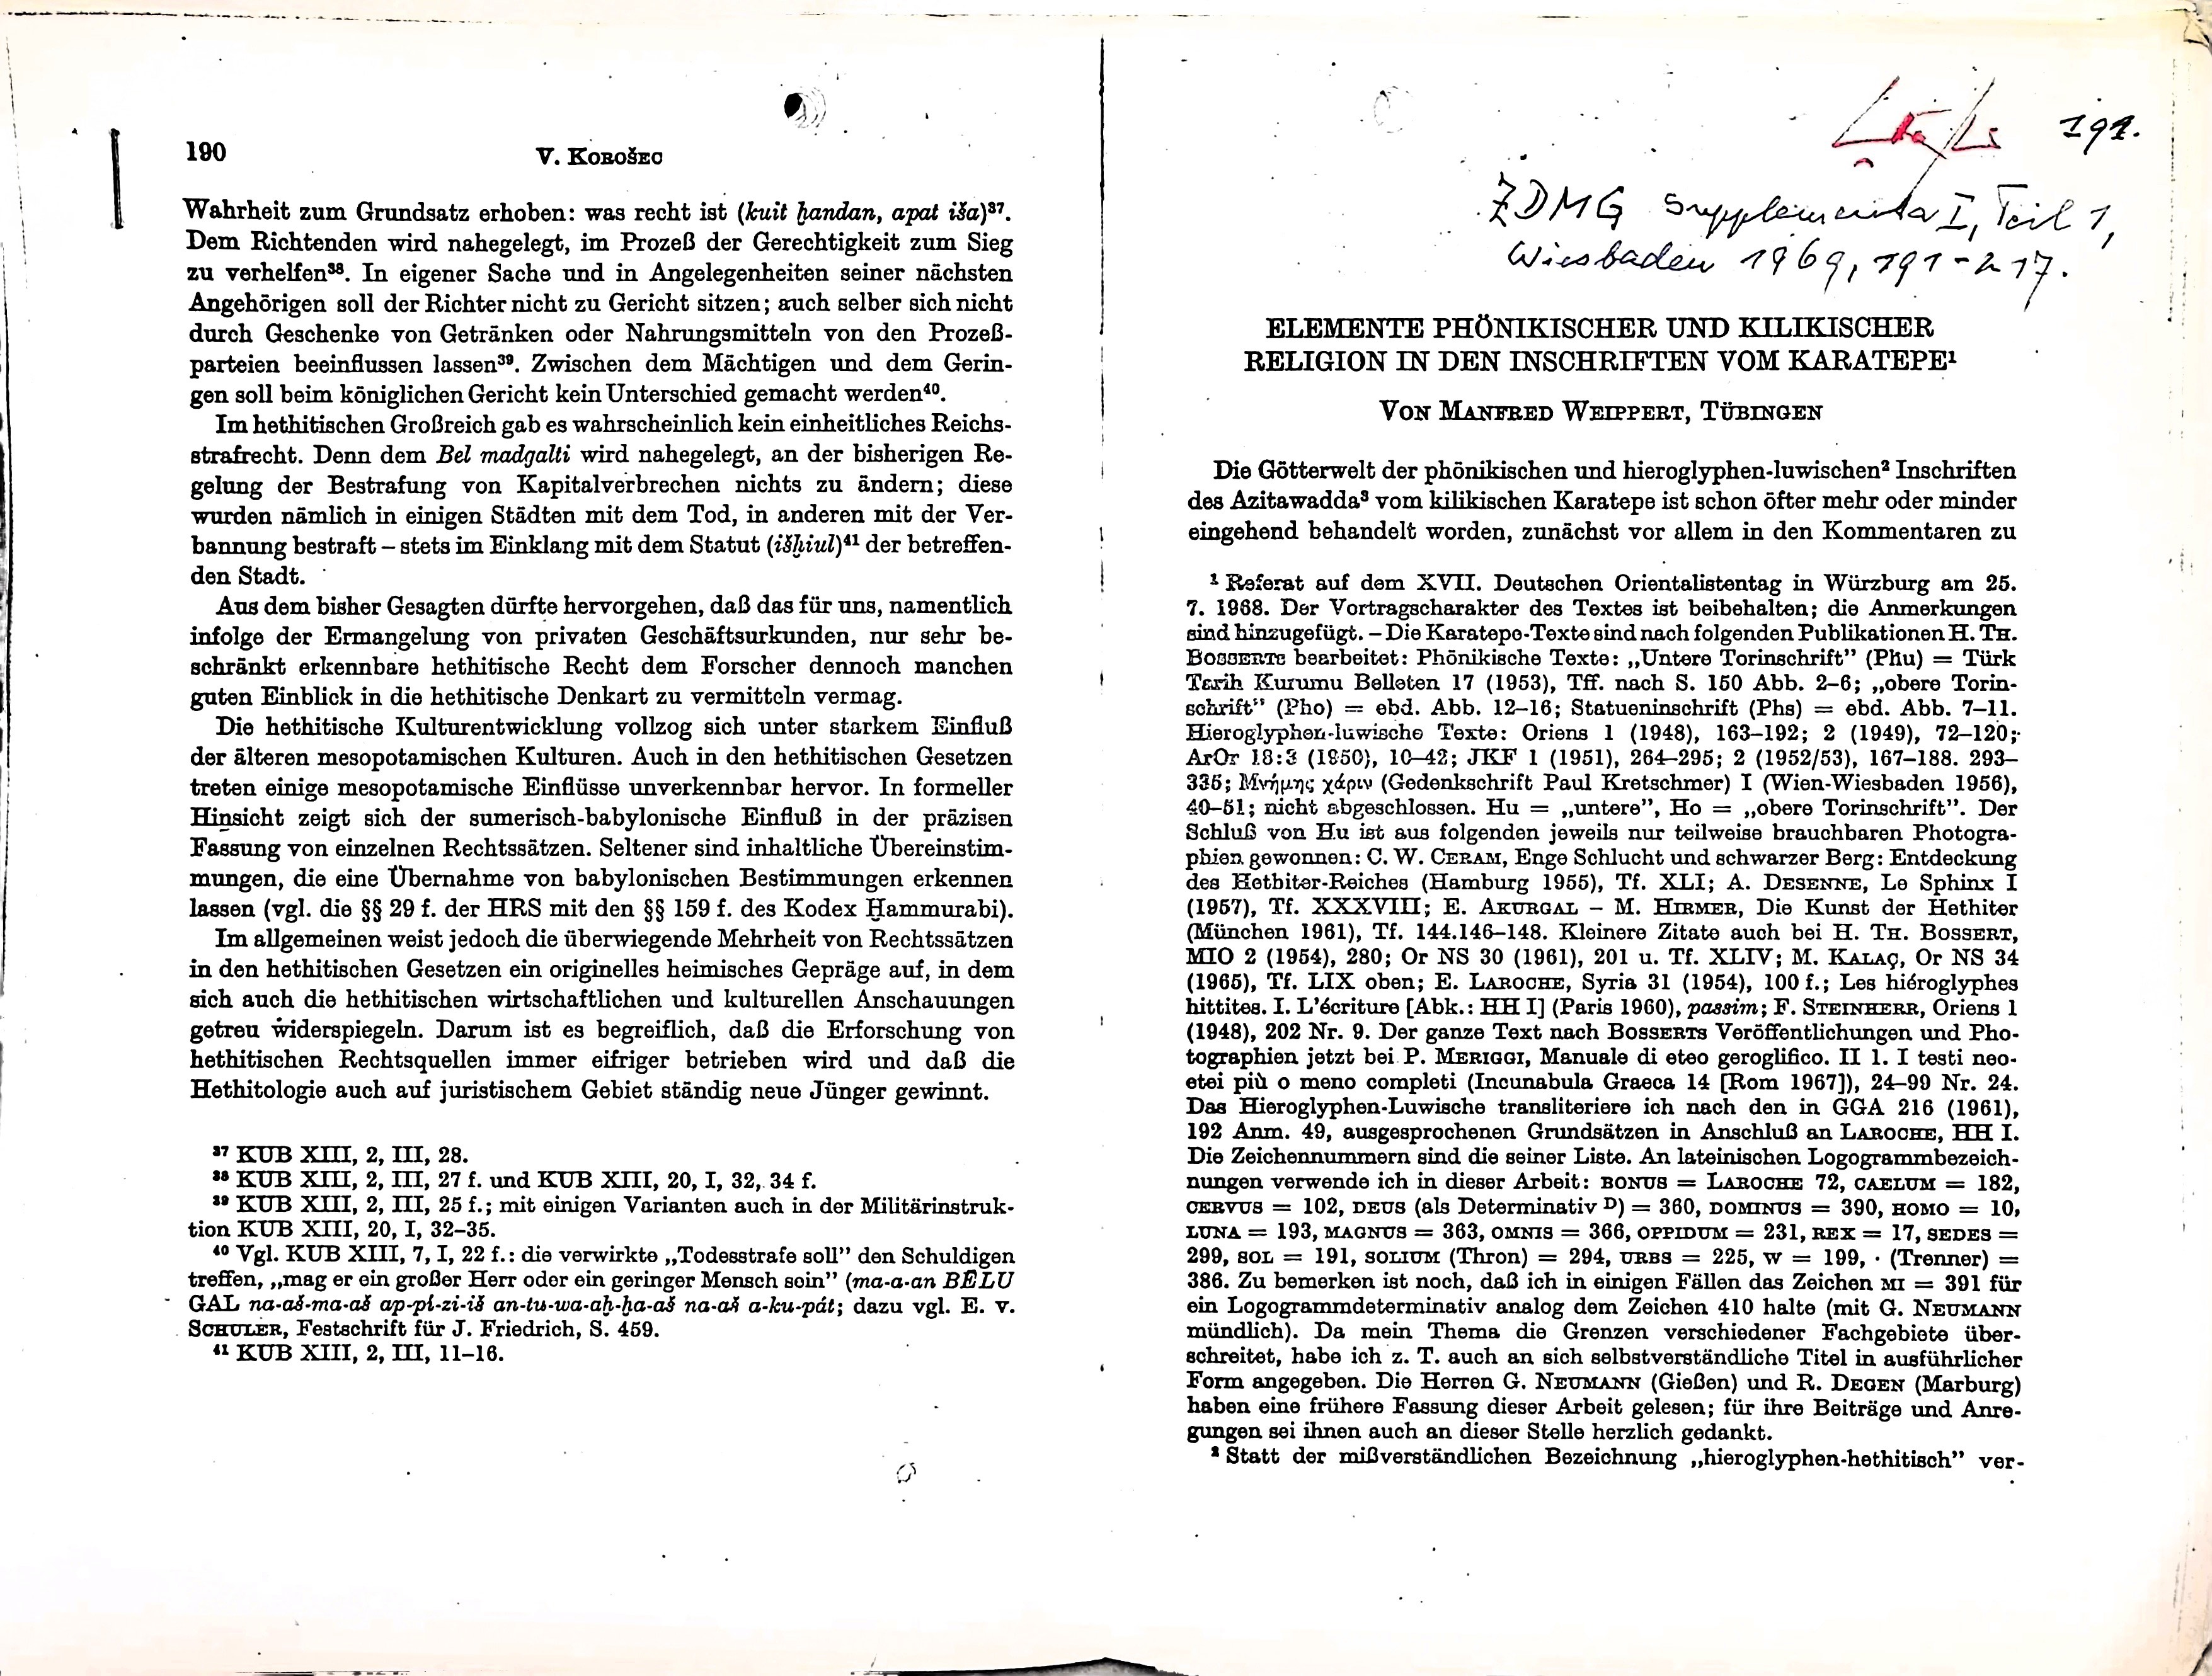 190
V. Korošec
Wahrheit zum Grundsatz erhoben: was recht ist (kuit ḫandan, apat iša)³⁷.
Dem Richtenden wird nahegelegt, im Prozeß der Gerechtigkeit zum Sieg
zu verhelfen³⁸. In eigener Sache und in Angelegenheiten seiner nächsten
Angehörigen soll der Richter nicht zu Gericht sitzen; auch selber sich nicht
durch Geschenke von Getränken oder Nahrungsmitteln von den Prozeß-
parteien beeinflussen lassen³⁹. Zwischen dem Mächtigen und dem Gerin-
gen soll beim königlichen Gericht kein Unterschied gemacht werden⁴⁰.
Im hethitischen Großreich gab es wahrscheinlich kein einheitliches Reichs-
strafrecht. Denn dem Bel madgalti wird nahegelegt, an der bisherigen Re-
gelung der Bestrafung von Kapitalverbrechen nichts zu ändern; diese
wurden nämlich in einigen Städten mit dem Tod, in anderen mit der Ver-
bannung bestraft – stets im Einklang mit dem Statut (išḫiul)⁴¹ der betreffen-
den Stadt.
Aus dem bisher Gesagten dürfte hervorgehen, daß das für uns, namentlich
infolge der Ermangelung von privaten Geschäftsurkunden, nur sehr be-
schränkt erkennbare hethitische Recht dem Forscher dennoch manchen
guten Einblick in die hethitische Denkart zu vermitteln vermag.
Die hethitische Kulturentwicklung vollzog sich unter starkem Einfluß
der älteren mesopotamischen Kulturen. Auch in den hethitischen Gesetzen
treten einige mesopotamische Einflüsse unverkennbar hervor. In formeller
Hinsicht zeigt sich der sumerisch-babylonische Einfluß in der präzisen
Fassung von einzelnen Rechtssätzen. Seltener sind inhaltliche Übereinstim-
mungen, die eine Übernahme von babylonischen Bestimmungen erkennen
lassen (vgl. die §§ 29 f. der HRS mit den §§ 159 f. des Kodex Ḫammurabi).
Im allgemeinen weist jedoch die überwiegende Mehrheit von Rechtssätzen
in den hethitischen Gesetzen ein originelles heimisches Gepräge auf, in dem
sich auch die hethitischen wirtschaftlichen und kulturellen Anschauungen
getreu widerspiegeln. Darum ist es begreiflich, daß die Erforschung von
hethitischen Rechtsquellen immer eifriger betrieben wird und daß die
Hethitologie auch auf juristischem Gebiet ständig neue Jünger gewinnt.
³⁷ KUB XIII, 2, III, 28.
³⁸ KUB XIII, 2, III, 27 f. und KUB XIII, 20, I, 32, 34 f.
³⁹ KUB XIII, 2, III, 25 f.; mit einigen Varianten auch in der Militärinstruk-
tion KUB XIII, 20, I, 32–35.
⁴⁰ Vgl. KUB XIII, 7, I, 22 f.: die verwirkte „Todesstrafe soll” den Schuldigen
treffen, „mag er ein großer Herr oder ein geringer Mensch sein” (ma-a-an BĒLU
GAL na-aš-ma-aš ap-pí-zi-iš an-tu-wa-aḫ-ḫa-aš na-aš a-ku-pát; dazu vgl. E. v.
Schuler, Festschrift für J. Friedrich, S. 459.
⁴¹ KUB XIII, 2, III, 11–16.
191.
ZDMG Supplementa I, Teil 1,
Wiesbaden 1969, 191-217.
ELEMENTE PHÖNIKISCHER UND KILIKISCHER
RELIGION IN DEN INSCHRIFTEN VOM KARATEPE¹
Von Manfred Weippert, Tübingen
Die Götterwelt der phönikischen und hieroglyphen-luwischen² Inschriften
des Azitawadda³ vom kilikischen Karatepe ist schon öfter mehr oder minder
eingehend behandelt worden, zunächst vor allem in den Kommentaren zu
¹ Referat auf dem XVII. Deutschen Orientalistentag in Würzburg am 25.
7. 1968. Der Vortragscharakter des Textes ist beibehalten; die Anmerkungen
sind hinzugefügt. – Die Karatepe-Texte sind nach folgenden Publikationen H. Th.
Bosserts bearbeitet: Phönikische Texte: „Untere Torinschrift” (Phu) = Türk
Tarih Kurumu Belleten 17 (1953), Tff. nach S. 150 Abb. 2–6; „obere Torin-
schrift” (Pho) = ebd. Abb. 12–16; Statueninschrift (Phs) = ebd. Abb. 7–11.
Hieroglyphen-luwische Texte: Oriens 1 (1948), 163–192; 2 (1949), 72–120;
ArOr 18:3 (1950), 10–42; JKF 1 (1951), 264–295; 2 (1952/53), 167–188. 293–
335; Μνήμης χάριν (Gedenkschrift Paul Kretschmer) I (Wien-Wiesbaden 1956),
40–51; nicht abgeschlossen. Hu = „untere”, Ho = „obere Torinschrift”. Der
Schluß von Hu ist aus folgenden jeweils nur teilweise brauchbaren Photogra-
phien gewonnen: C. W. Ceram, Enge Schlucht und schwarzer Berg: Entdeckung
des Hethiter-Reiches (Hamburg 1955), Tf. XLI; A. Desenne, Le Sphinx I
(1957), Tf. XXXVIII; E. Akurgal – M. Hirmer, Die Kunst der Hethiter
(München 1961), Tf. 144.146–148. Kleinere Zitate auch bei H. Th. Bossert,
MIO 2 (1954), 280; Or NS 30 (1961), 201 u. Tf. XLIV; M. Kalaç, Or NS 34
(1965), Tf. LIX oben; E. Laroche, Syria 31 (1954), 100 f.; Les hiéroglyphes
hittites. I. L'écriture [Abk.: HH I] (Paris 1960), passim; F. Steinherr, Oriens 1
(1948), 202 Nr. 9. Der ganze Text nach Bosserts Veröffentlichungen und Pho-
tographien jetzt bei P. Meriggi, Manuale di eteo geroglifico. II 1. I testi neo-
etei più o meno completi (Incunabula Graeca 14 [Rom 1967]), 24–99 Nr. 24.
Das Hieroglyphen-Luwische transliteriere ich nach den in GGA 216 (1961),
192 Anm. 49, ausgesprochenen Grundsätzen in Anschluß an Laroche, HH I.
Die Zeichennummern sind die seiner Liste. An lateinischen Logogrammbezeich-
nungen verwende ich in dieser Arbeit: BONUS = Laroche 72, CAELUM = 182,
CERVUS = 102, DEUS (als Determinativ ᴰ) = 360, DOMINUS = 390, HOMO = 10,
LUNA = 193, MAGNUS = 363, OMNIS = 366, OPPIDUM = 231, REX = 17, SEDES =
299, SOL = 191, SOLIUM (Thron) = 294, URBS = 225, W = 199, · (Trenner) =
386. Zu bemerken ist noch, daß ich in einigen Fällen das Zeichen MI = 391 für
ein Logogrammdeterminativ analog dem Zeichen 410 halte (mit G. Neumann
mündlich). Da mein Thema die Grenzen verschiedener Fachgebiete über-
schreitet, habe ich z. T. auch an sich selbstverständliche Titel in ausführlicher
Form angegeben. Die Herren G. Neumann (Gießen) und R. Degen (Marburg)
haben eine frühere Fassung dieser Arbeit gelesen; für ihre Beiträge und Anre-
gungen sei ihnen auch an dieser Stelle herzlich gedankt.
² Statt der mißverständlichen Bezeichnung „hieroglyphen-hethitisch” ver-